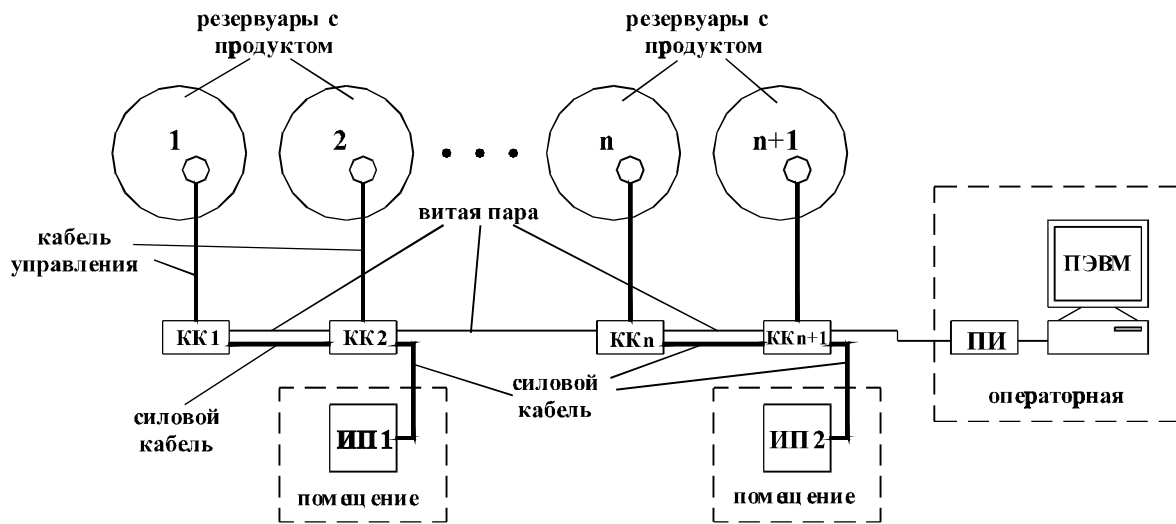 резервуары с
продуктом
резервуары с
продуктом
1
2
n
n+1
витая пара
кабель
управления
ПЭВМ
КК1
КК2
ККn
ККn+1
ПИ
силовой
кабель
силовой
кабель
операторная
ИП1
ИП2
помещение
помещение